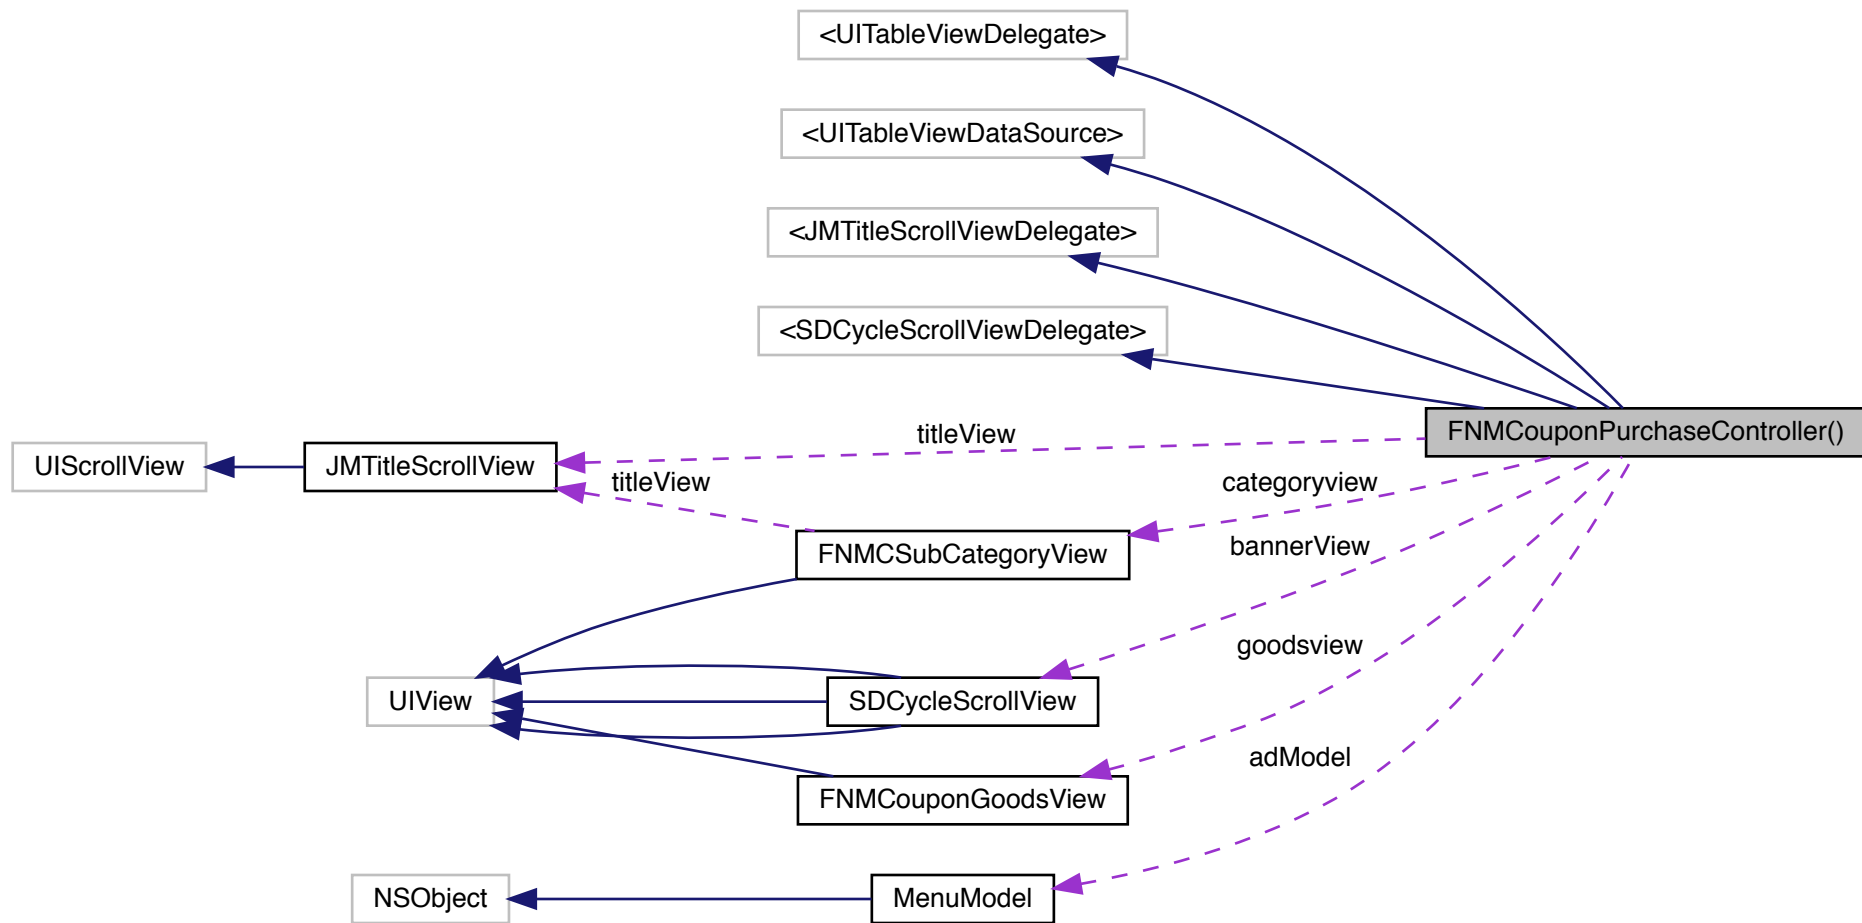 <UITableViewDelegate>
<UITableViewDataSource>
<JMTitleScrollViewDelegate>
<SDCycleScrollViewDelegate>
FNMCouponPurchaseController()
titleView
UIScrollView
JMTitleScrollView
titleView
categoryview
FNMCSubCategoryView
bannerView
goodsview
UIView
SDCycleScrollView
adModel
FNMCouponGoodsView
NSObject
MenuModel